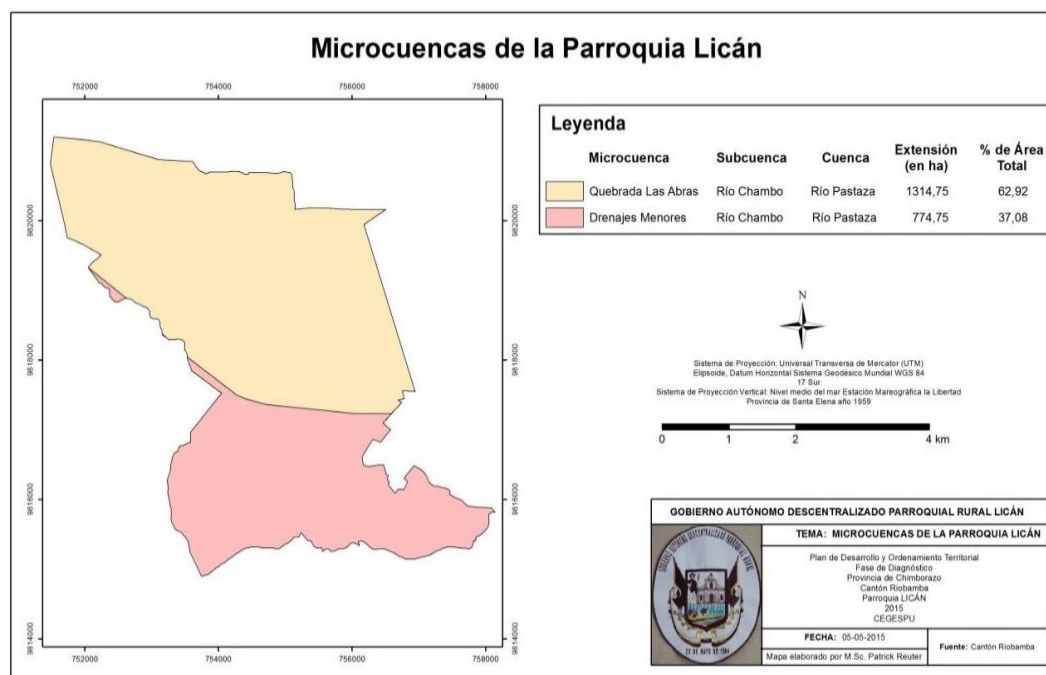 Microcuencas de la Parroquia Licán
752000 754000 756000 758000
9820000
9818000
9816000
9814000
752000 754000 756000 758000
Leyenda
Microcuenca Subcuenca Cuenca Extensión (en ha) % de Área Total
Quebrada Las Abras Río Chambo Río Pastaza 1314,75 62,92
Drenajes Menores Río Chambo Río Pastaza 774,75 37,08
N
Sistema de Proyección: Universal Transversa de Mercator (UTM)
Elipsoide, Datum Horizontal Sistema Geodésico Mundial WGS 84
17 Sur
Sistema de Proyección Vertical: Nivel medio del mar Estación Mareográfica la Libertad
Provincia de Santa Elena año 1959
0 1 2 4 km
GOBIERNO AUTÓNOMO DESCENTRALIZADO PARROQUIAL RURAL LICÁN
TEMA: MICROCUENCAS DE LA PARROQUIA LICÁN
Plan de Desarrollo y Ordenamiento Territorial
Fase de Diagnóstico
Provincia de Chimborazo
Cantón Riobamba
Parroquia LICÁN
2015
CEGESPU
FECHA: 05-05-2015
Mapa elaborado por M.Sc. Patrick Reuter
Fuente: Cantón Riobamba